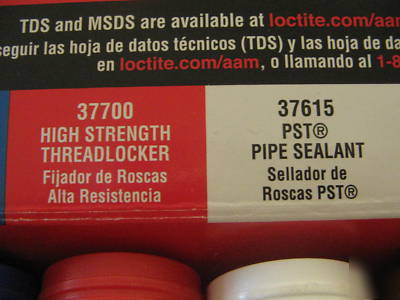 TDS and MSDS are available at loctite.com/aam
seguir las hoja de datos técnicos (TDS) y las hoja de da
en loctite.com/aam, o llamando al 1-8
37700
HIGH STRENGTH
THREADLOCKER
Fijador de Roscas
Alta Resistencia
37615
PST®
PIPE SEALANT
Sellador de
Roscas PST®